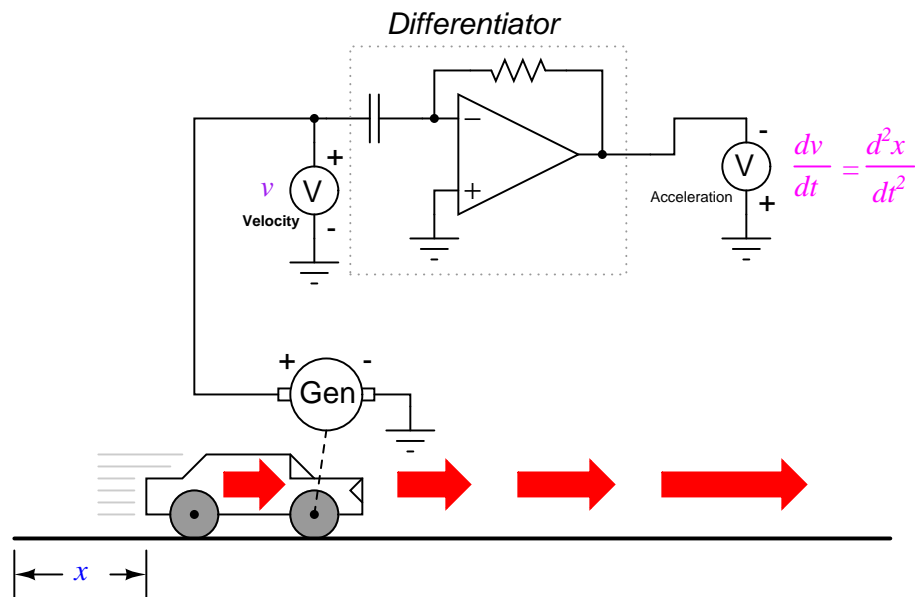 Differentiator
−
+
+
v
V
Velocity
-
-
V
Acceleration
+
dv/dt = d²x/dt²
+
-
Gen
x